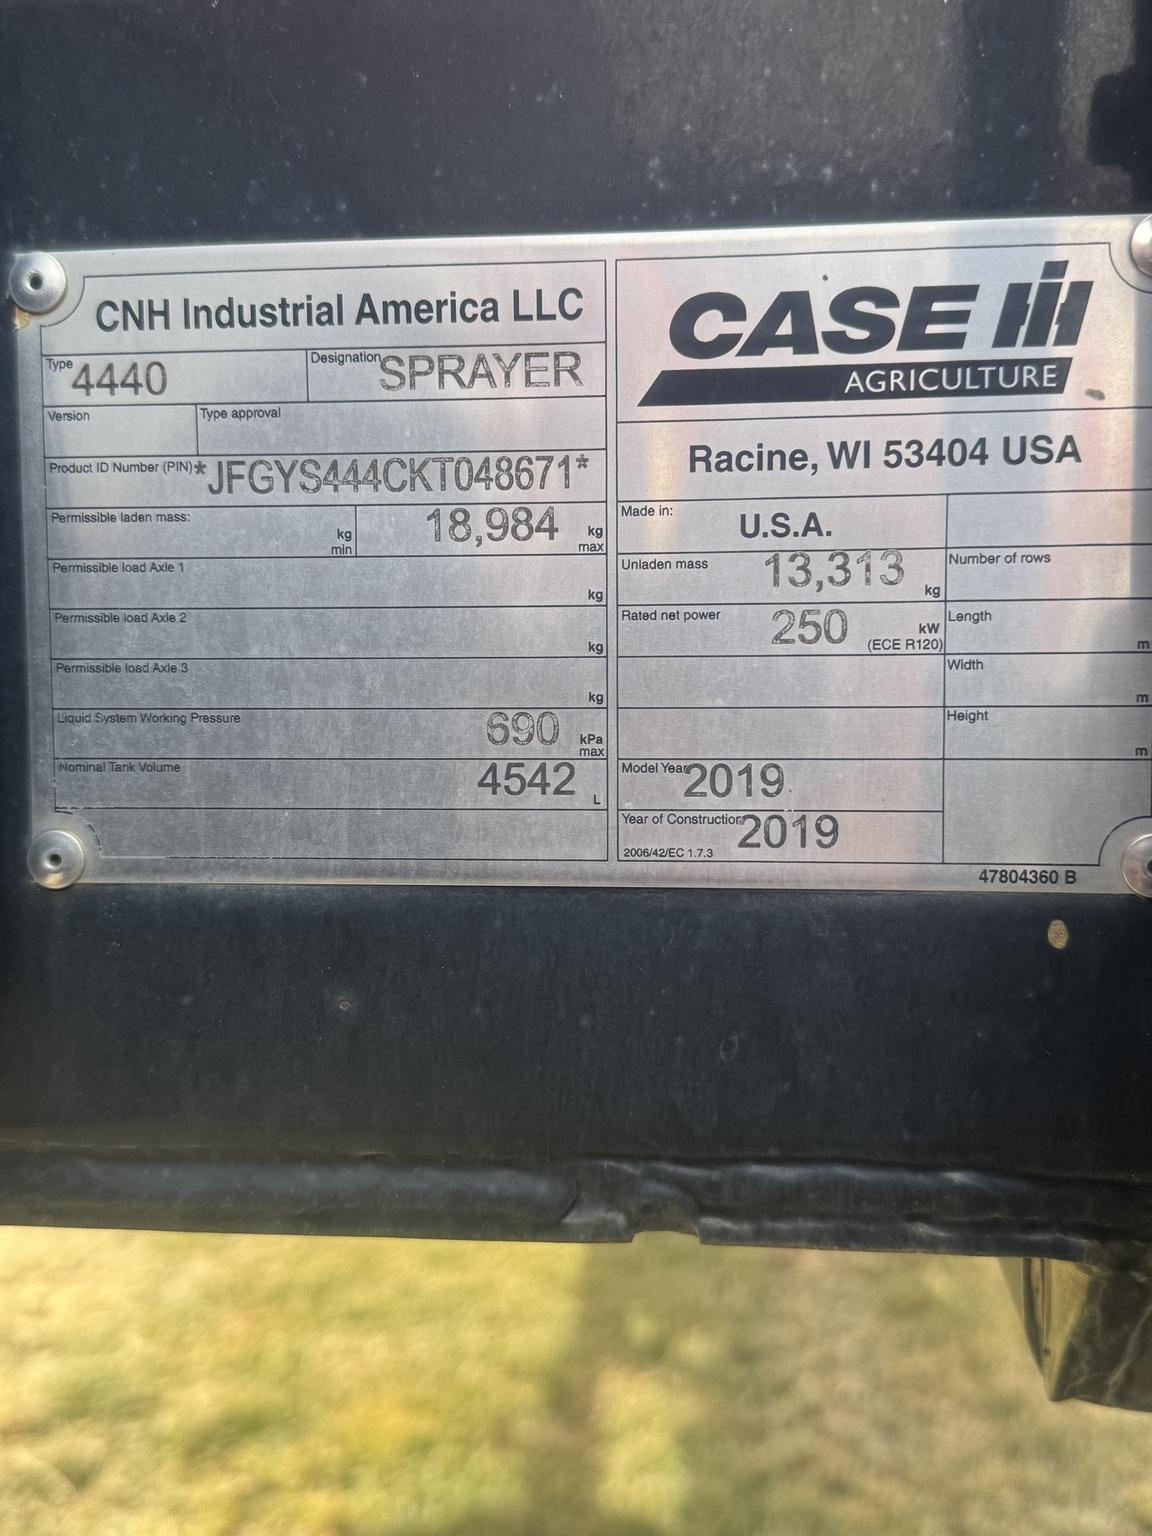 CNH Industrial America LLC
Type 4440
Designation SPRAYER
Version
Type approval
Product ID Number (PIN) *JFGYS444CKT048671*
Permissible laden mass: kg min 18,984 kg max
Permissible load Axle 1 kg
Permissible load Axle 2 kg
Permissible load Axle 3 kg
Liquid System Working Pressure 690 kPa max
Nominal Tank Volume 4542 L
CASE IH
AGRICULTURE
Racine, WI 53404 USA
Made in: U.S.A.
Unladen mass 13,313 kg
Number of rows
Rated net power 250 kW (ECE R120)
Length m
Width m
Height m
Model Year 2019
Year of Construction 2019
2006/42/EC 1.7.3
47804360 B